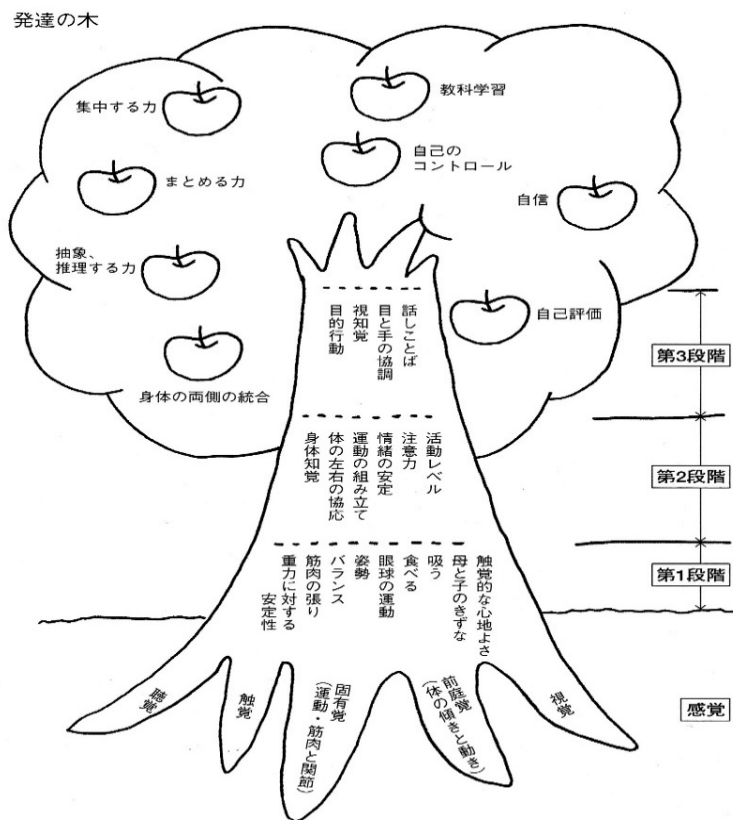 発達の木
集中する力
教科学習
自己の
コントロール
まとめる力
自信
抽象、
推理する力
自己評価
身体の両側の統合
話しことば
目と手の協調
視知覚
目的行動
第3段階
活動レベル
注意力
情緒の安定
運動の組み立て
体の左右の協応
身体知覚
第2段階
触覚的な心地よさ
母と子のきずな
吸う
食べる
眼球の運動
姿勢
バランス
筋肉の張り
重力に対する
安定性
第1段階
聴覚
触覚
固有覚
(運動・筋肉と関節)
前庭覚
(体の傾きと動き)
視覚
感覚